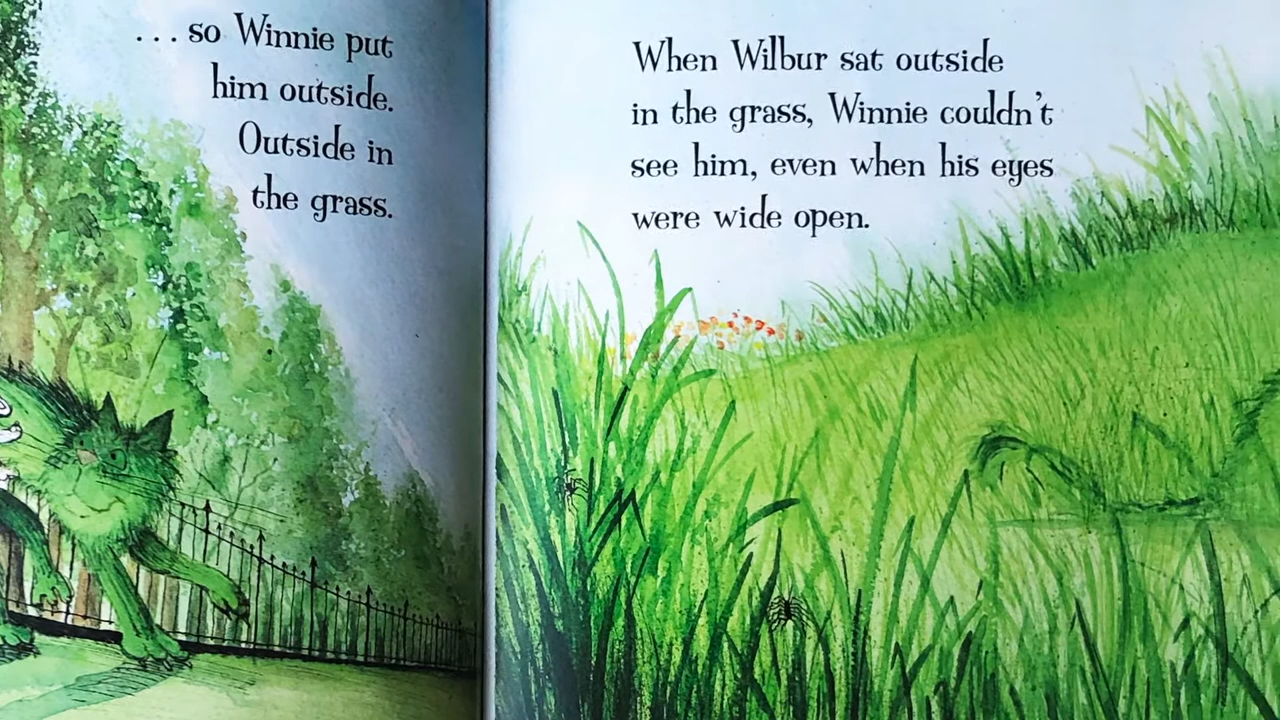 ... so Winnie put
him outside.
Outside in
the grass.
When Wilbur sat outside
in the grass, Winnie couldn't
see him, even when his eyes
were wide open.